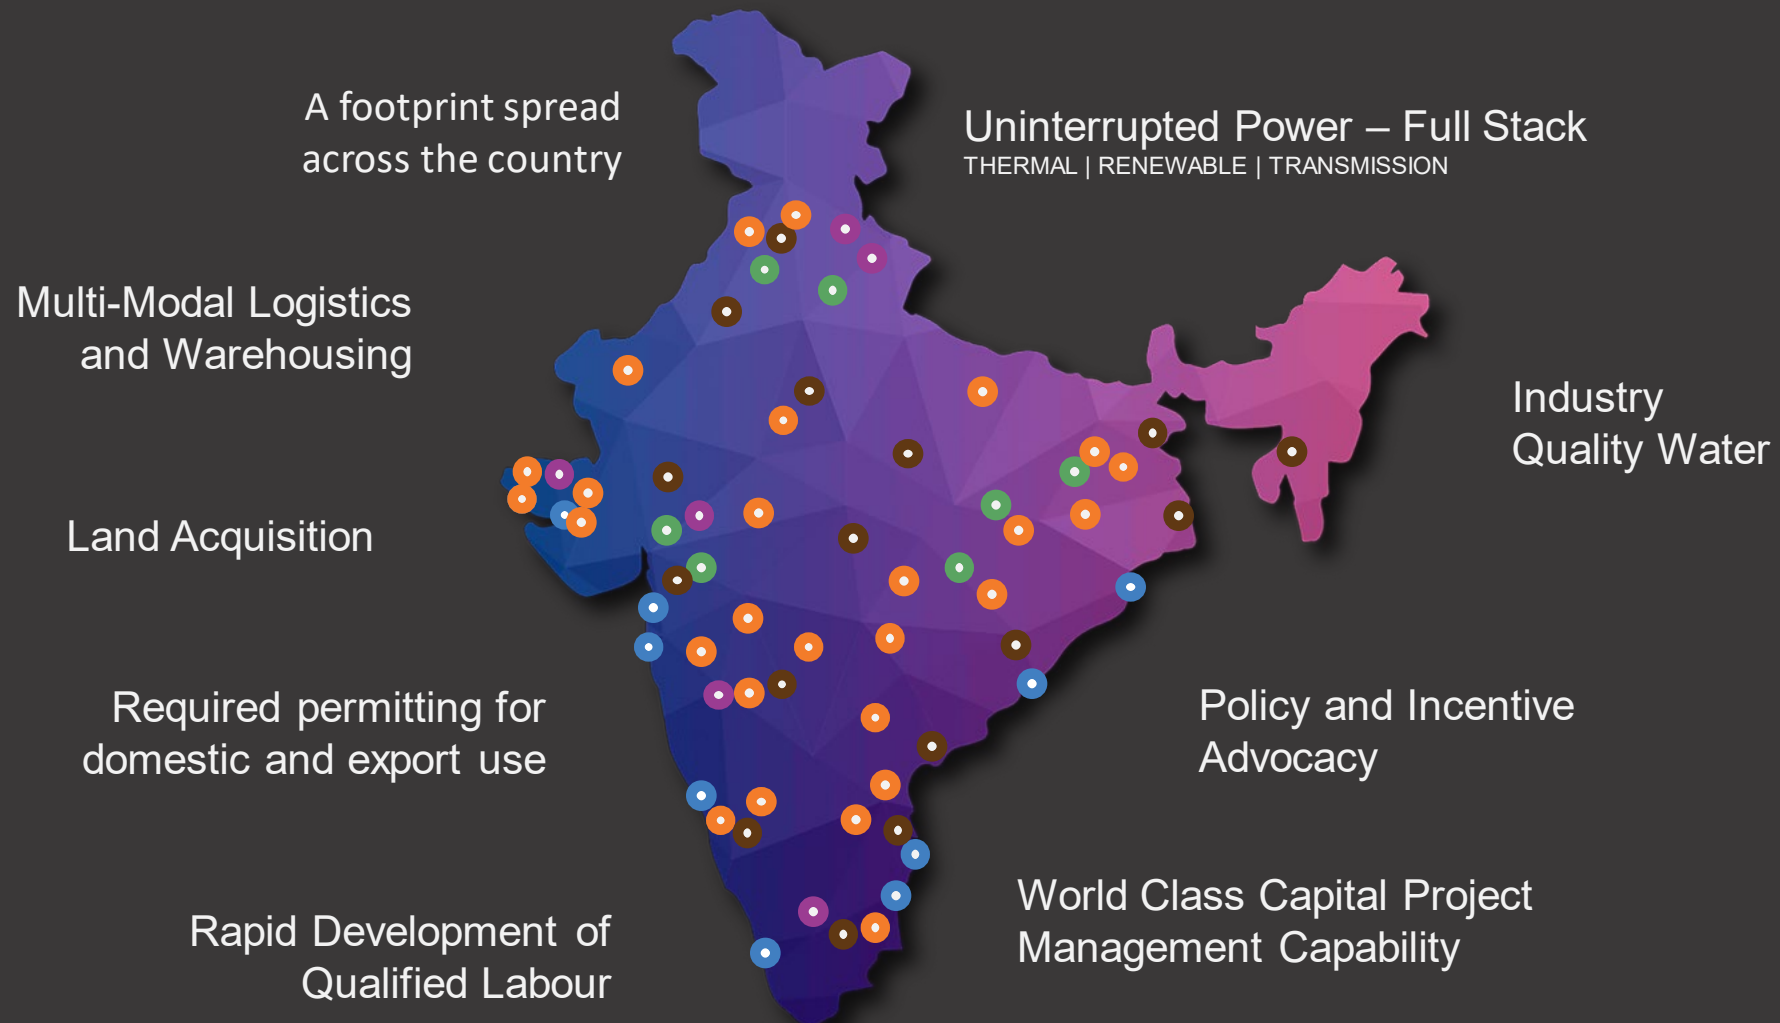 A footprint spread
across the country
Uninterrupted Power – Full Stack
THERMAL | RENEWABLE | TRANSMISSION
Multi-Modal Logistics
and Warehousing
Industry
Quality Water
Land Acquisition
Required permitting for
domestic and export use
Policy and Incentive
Advocacy
Rapid Development of
Qualified Labour
World Class Capital Project
Management Capability